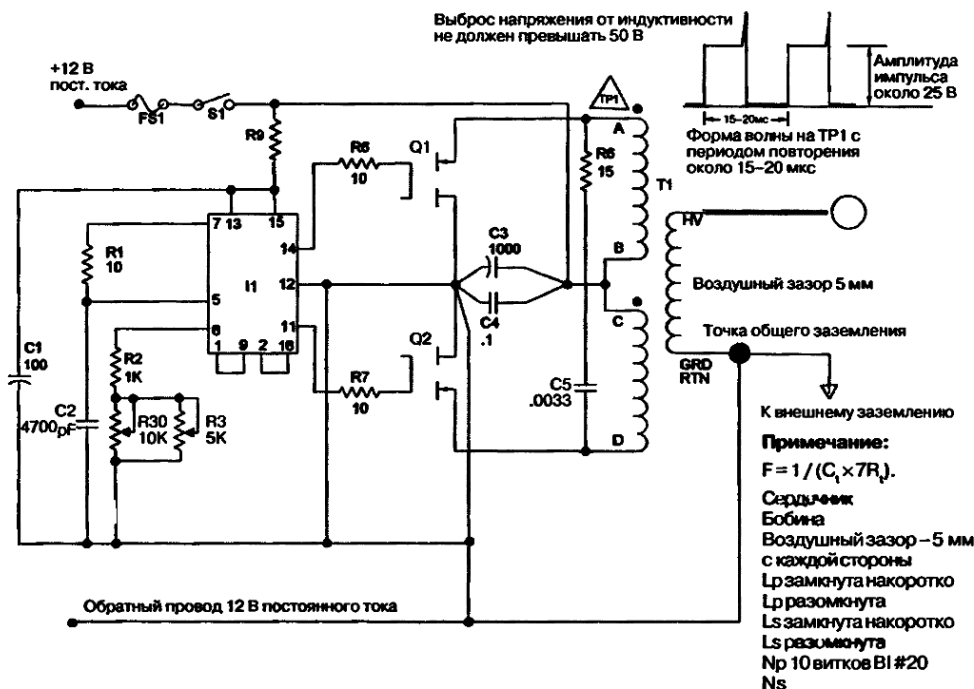 Выброс напряжения от индуктивности
не должен превышать 50 В
+12 В
пост. тока
FS1
S1
R9
Амплитуда
импульса
около 25 В
15–20мс
Форма волны на TP1 с
периодом повторения
около 15–20 мкс
TP1
Q1
R6
10
A
R6
15
T1
7
13
15
14
R1
10
C3
1000
B
HV
I1
12
Воздушный зазор 5 мм
5
C4
.1
C
11
6
Q2
Точка общего заземления
1
9
2
16
C1
100
R2
1K
R7
10
C5
.0033
GRD
RTN
C2
4700pF
R30
10K
R3
5K
D
К внешнему заземлению
Примечание:
F = 1 / (Ct × 7Rt).
Сердечник
Бобина
Воздушный зазор – 5 мм
с каждой стороны
Lp замкнута накоротко
Lp разомкнута
Ls замкнута накоротко
Ls разомкнута
Np 10 витков Bl #20
Ns
Обратный провод 12 В постоянного тока